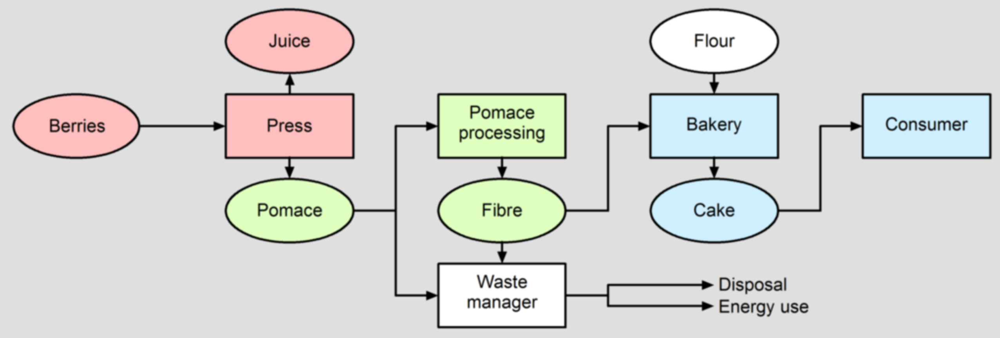 Juice
Flour
Berries
Press
Pomace
processing
Bakery
Consumer
Pomace
Fibre
Cake
Waste
manager
Disposal
Energy use